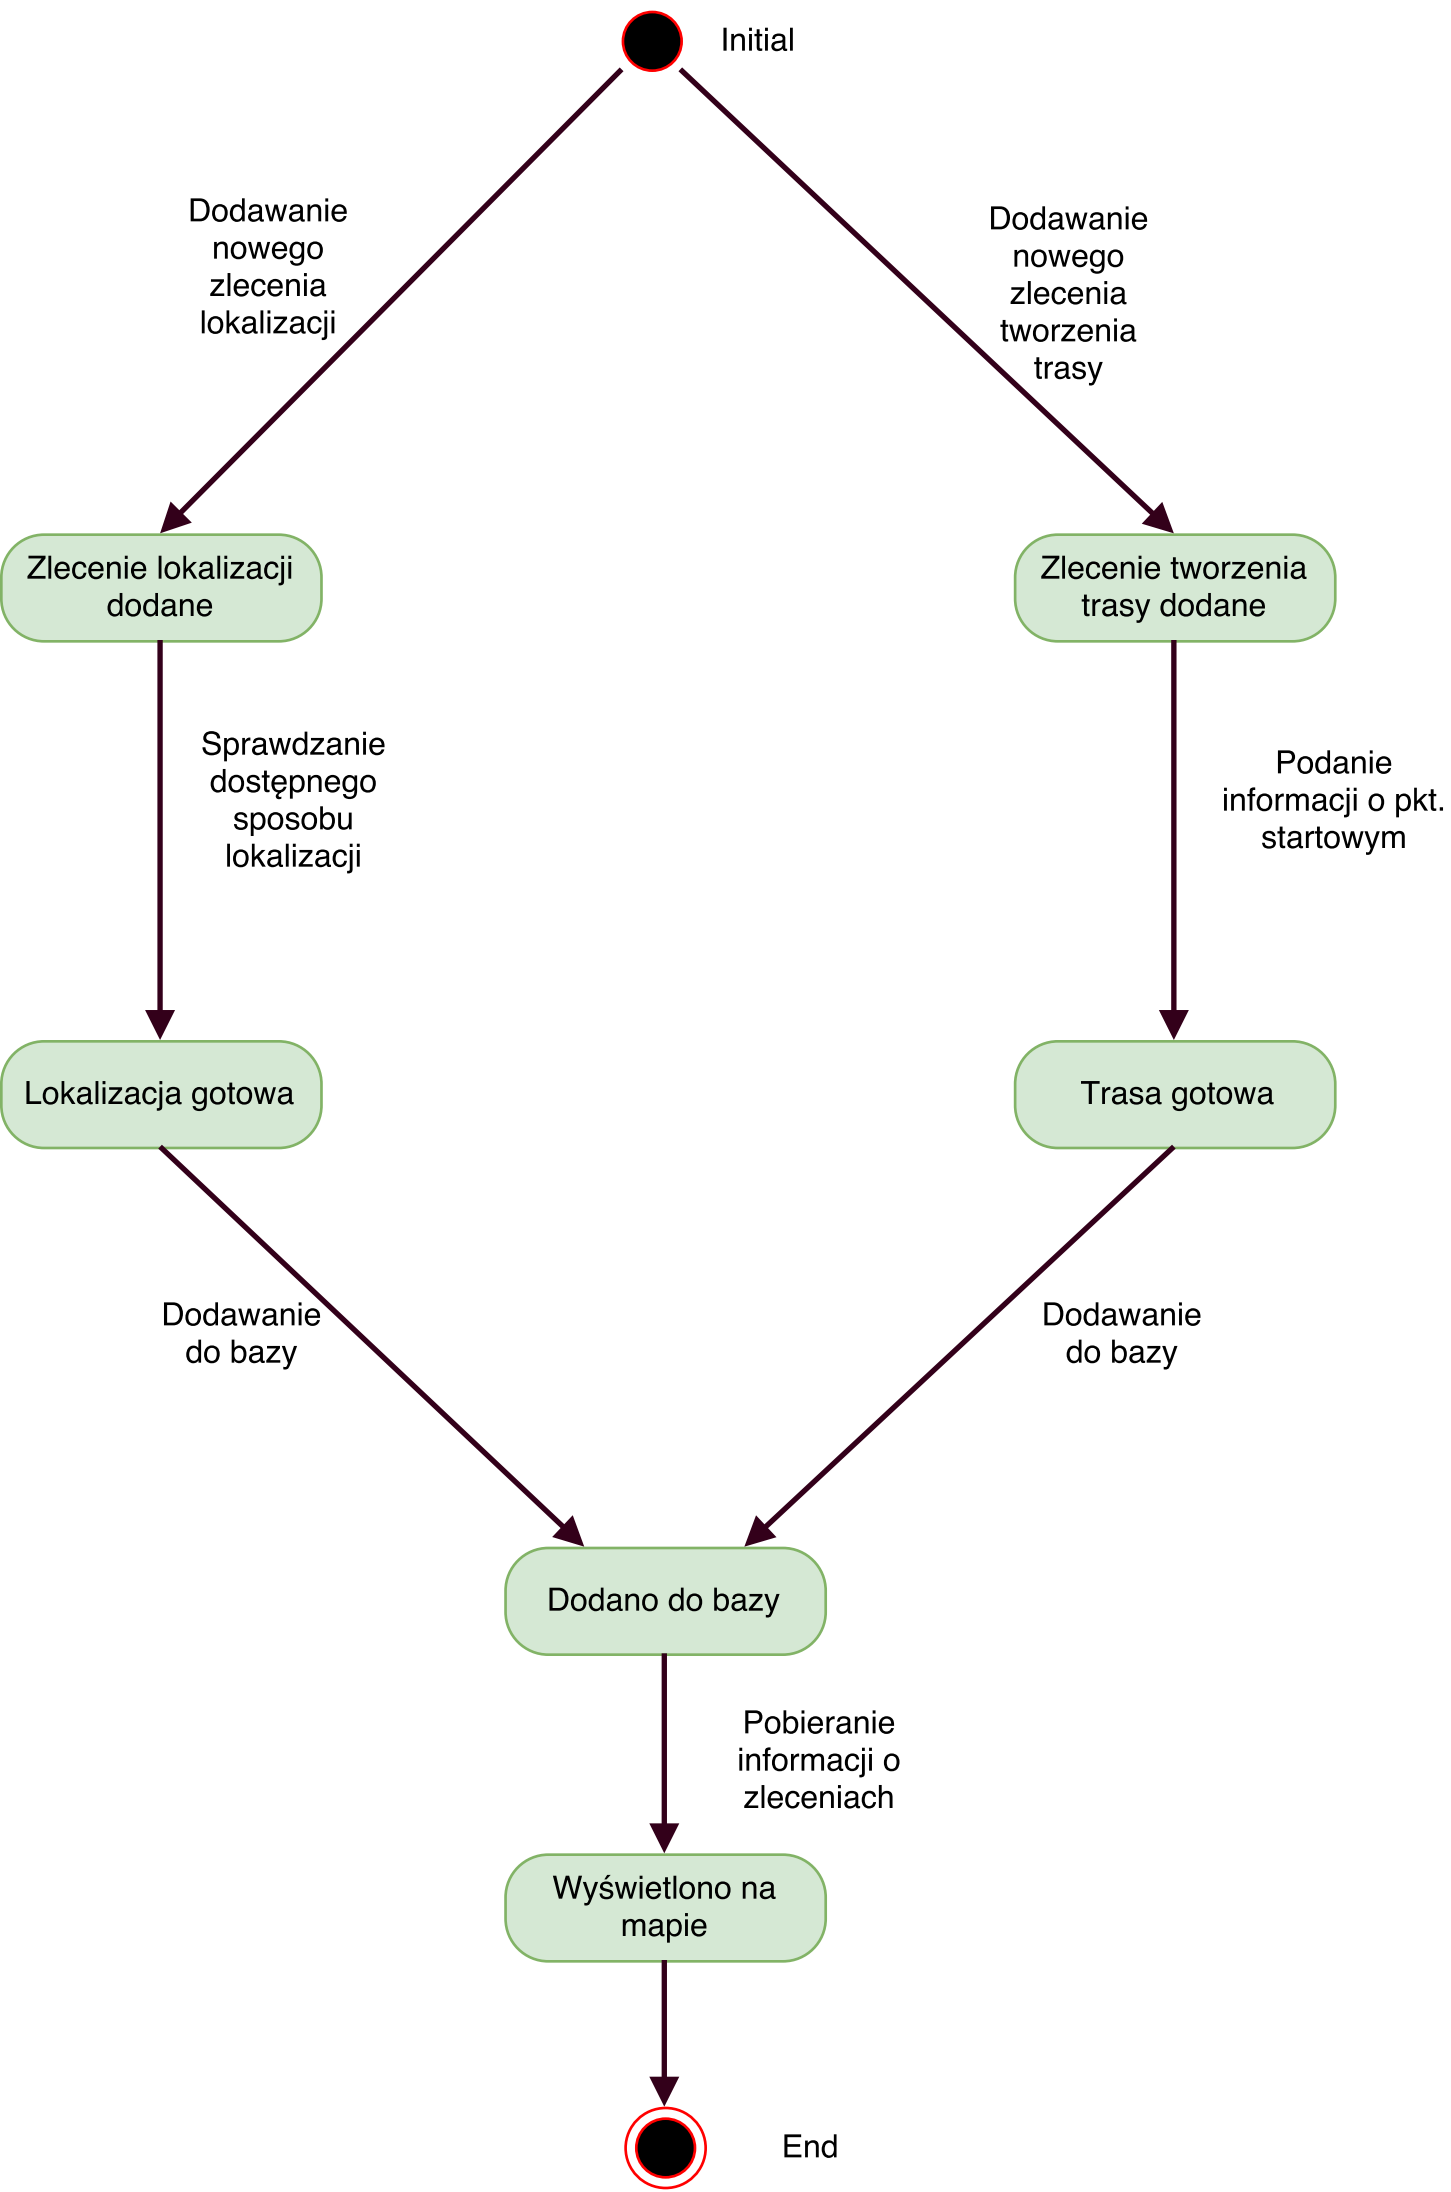 Initial
Dodawanie
nowego
zlecenia
lokalizacji
Dodawanie
nowego
zlecenia
tworzenia
trasy
Zlecenie lokalizacji
dodane
Zlecenie tworzenia
trasy dodane
Sprawdzanie
dostępnego
sposobu
lokalizacji
Podanie
informacji o pkt.
startowym
Lokalizacja gotowa
Trasa gotowa
Dodawanie
do bazy
Dodawanie
do bazy
Dodano do bazy
Pobieranie
informacji o
zleceniach
Wyświetlono na
mapie
End